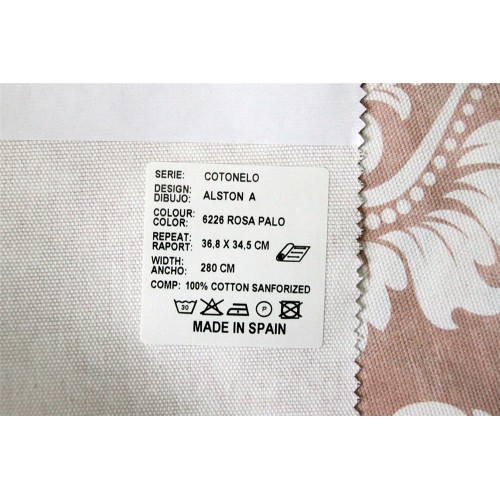 SERIE: COTONELO
DESIGN:
DIBUJO: ALSTON A
COLOUR:
COLOR: 6226 ROSA PALO
REPEAT:
RAPORT: 36,8 X 34,5 CM
WIDTH:
ANCHO: 280 CM
COMP: 100% COTTON SANFORIZED
30 P
MADE IN SPAIN